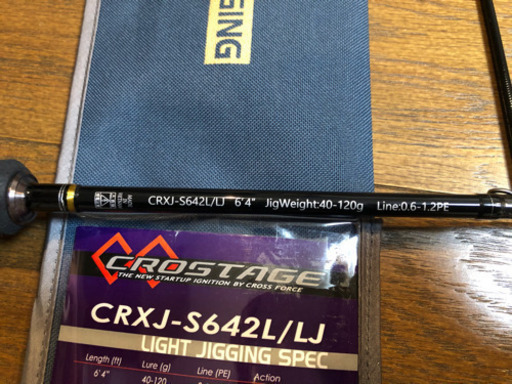 SING
CRXJ-S642L/LJ 6'4" JigWeight:40-120g Line:0.6-1.2PE
CROSTAGE
THE NEW STARTUP IGNITION BY CROSS FORCE
CRXJ-S642L/LJ
LIGHT JIGGING SPEC
Length (ft) Lure (g) Line (PE) Action
6'4" 40-120